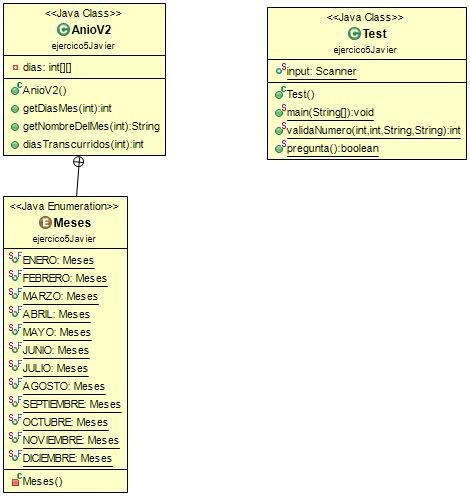 <<Java Class>>
AnioV2
ejercico5Javier
dias: int[][]
AnioV2()
getDiasMes(int):int
getNombreDelMes(int):String
diasTranscurridos(int):int
<<Java Class>>
Test
ejercico5Javier
input: Scanner
Test()
main(String[]):void
validaNumero(int,int,String,String):int
pregunta():boolean
<<Java Enumeration>>
Meses
ejercico5Javier
ENERO: Meses
FEBRERO: Meses
MARZO: Meses
ABRIL: Meses
MAYO: Meses
JUNIO: Meses
JULIO: Meses
AGOSTO: Meses
SEPTIEMBRE: Meses
OCTUBRE: Meses
NOVIEMBRE: Meses
DICIEMBRE: Meses
Meses()